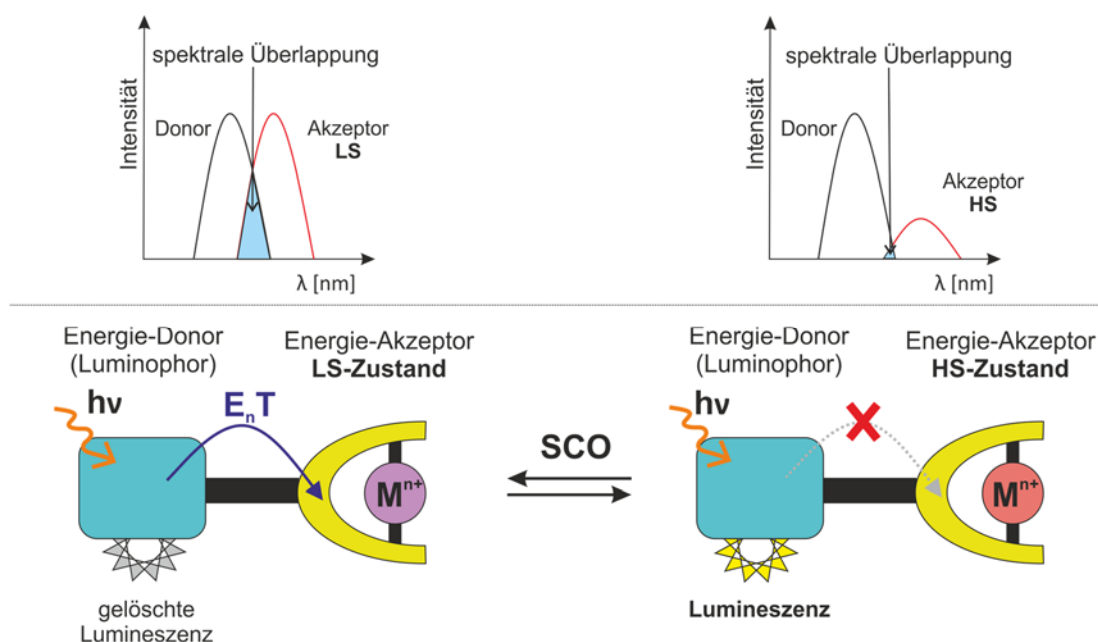 spektrale Überlappung
Intensität
Donor
Akzeptor
LS
λ [nm]
spektrale Überlappung
Intensität
Donor
Akzeptor
HS
λ [nm]
Energie-Donor
(Luminophor)
Energie-Akzeptor
LS-Zustand
hν
EₙT
Mⁿ⁺
gelöschte
Lumineszenz
SCO
Energie-Donor
(Luminophor)
Energie-Akzeptor
HS-Zustand
hν
Mⁿ⁺
Lumineszenz